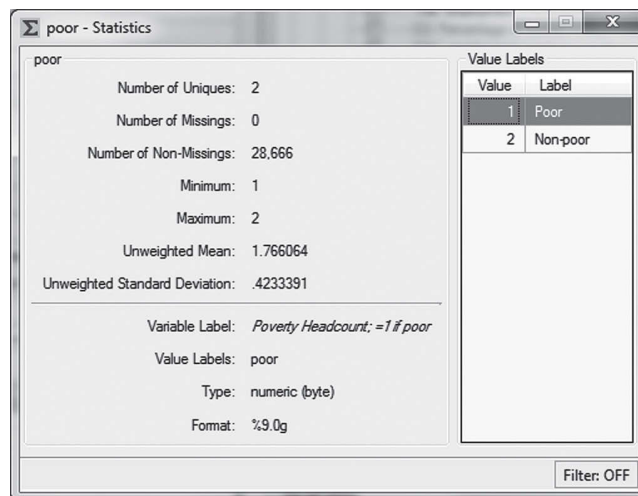 poor - Statistics
poor
Number of Uniques: 2
Number of Missings: 0
Number of Non-Missings: 28,666
Minimum: 1
Maximum: 2
Unweighted Mean: 1.766064
Unweighted Standard Deviation: .4233391
Variable Label: Poverty Headcount; =1 if poor
Value Labels: poor
Type: numeric (byte)
Format: %9.0g
Value Labels
Value Label
1 Poor
2 Non-poor
Filter: OFF